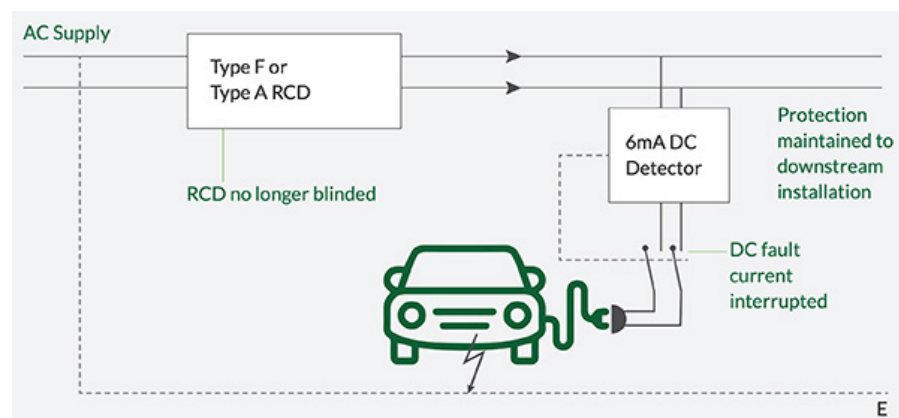 AC Supply
Type F or
Type A RCD
RCD no longer blinded
6mA DC
Detector
Protection
maintained to
downstream
installation
DC fault
current
interrupted
E